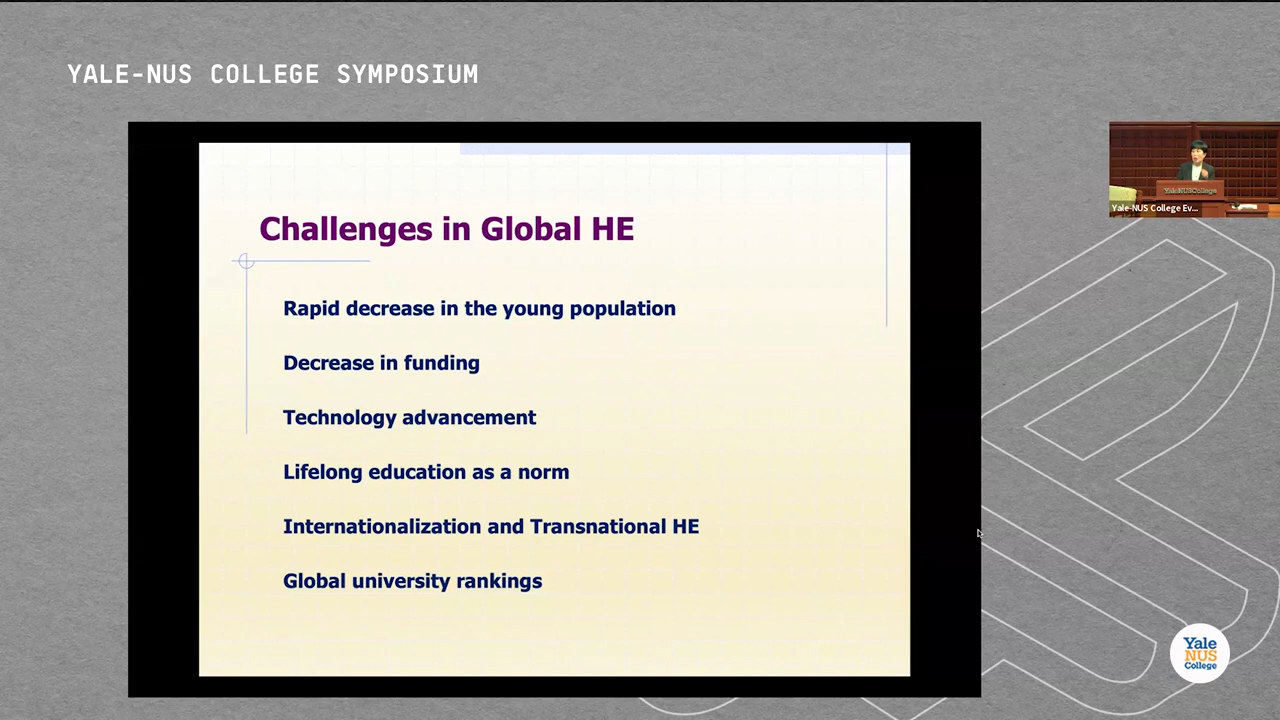 YALE-NUS COLLEGE SYMPOSIUM
Challenges in Global HE
Rapid decrease in the young population
Decrease in funding
Technology advancement
Lifelong education as a norm
Internationalization and Transnational HE
Global university rankings
YaleNUSCollege
Yale-NUS College Ev...
Yale
NUS
College